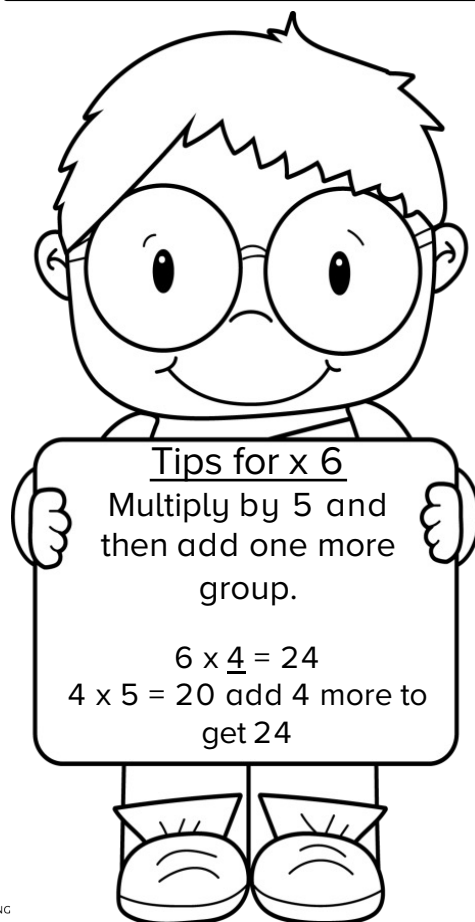 Tips for x 6
Multiply by 5 and
then add one more
group.
6 x 4 = 24
4 x 5 = 20 add 4 more to
get 24